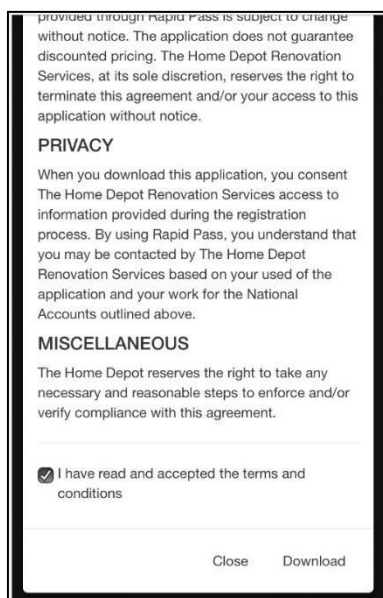 provided through Rapid Pass is subject to change
without notice. The application does not guarantee
discounted pricing. The Home Depot Renovation
Services, at its sole discretion, reserves the right to
terminate this agreement and/or your access to this
application without notice.
PRIVACY
When you download this application, you consent
The Home Depot Renovation Services access to
information provided during the registration
process. By using Rapid Pass, you understand that
you may be contacted by The Home Depot
Renovation Services based on your used of the
application and your work for the National
Accounts outlined above.
MISCELLANEOUS
The Home Depot reserves the right to take any
necessary and reasonable steps to enforce and/or
verify compliance with this agreement.
I have read and accepted the terms and
conditions
Close Download